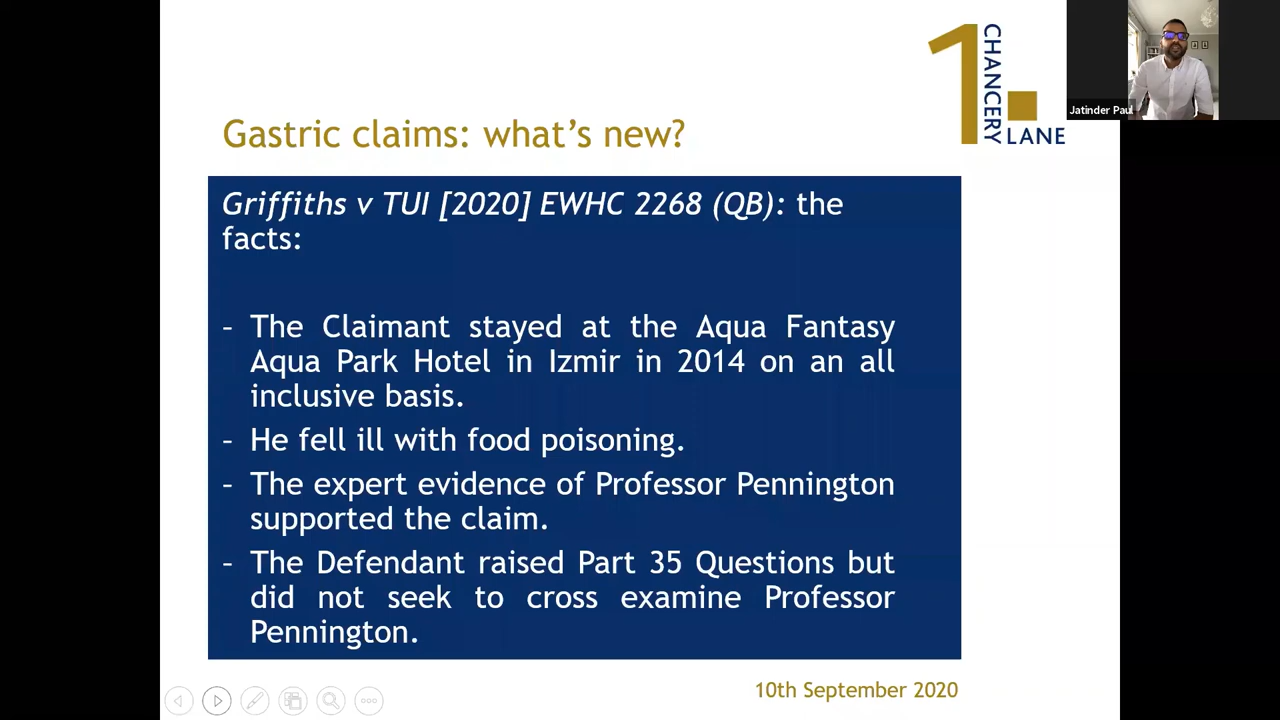 1 CHANCERY LANE
Jatinder Paul
Gastric claims: what's new?
Griffiths v TUI [2020] EWHC 2268 (QB): the
facts:
- The Claimant stayed at the Aqua Fantasy
Aqua Park Hotel in Izmir in 2014 on an all
inclusive basis.
- He fell ill with food poisoning.
- The expert evidence of Professor Pennington
supported the claim.
- The Defendant raised Part 35 Questions but
did not seek to cross examine Professor
Pennington.
10th September 2020